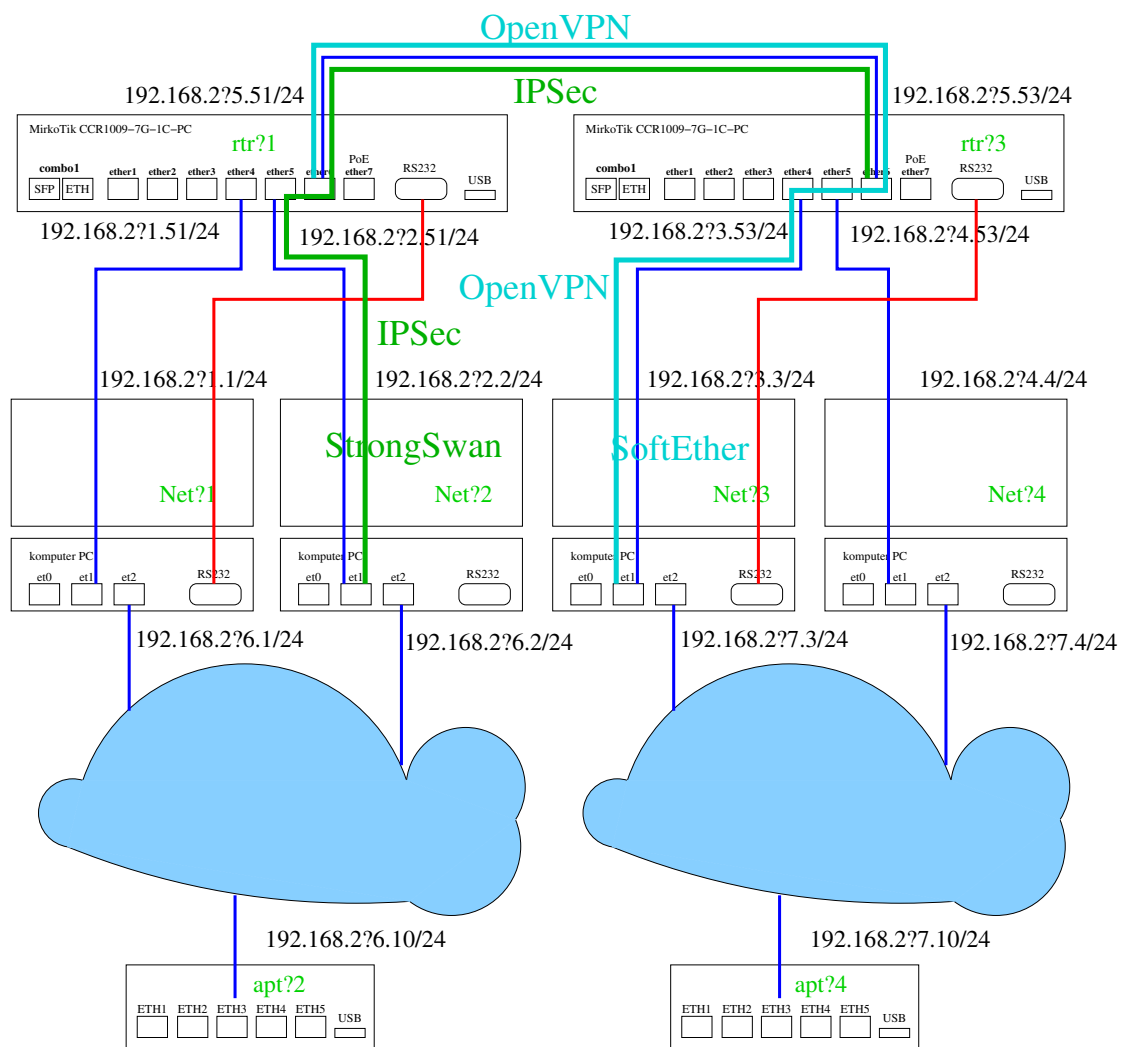 OpenVPN
IPSec
192.168.2?5.51/24
192.168.2?5.53/24
MirkoTik CCR1009−7G−1C−PC
rtr?1
combo1
SFP
ETH
ether1
ether2
ether3
ether4
ether5
ether6
PoE
ether7
RS232
USB
MirkoTik CCR1009−7G−1C−PC
rtr?3
combo1
SFP
ETH
ether1
ether2
ether3
ether4
ether5
ether6
PoE
ether7
RS232
USB
192.168.2?1.51/24
192.168.2?2.51/24
192.168.2?3.53/24
192.168.2?4.53/24
OpenVPN
IPSec
192.168.2?1.1/24
192.168.2?2.2/24
192.168.2?3.3/24
192.168.2?4.4/24
StrongSwan
SoftEther
Net?1
Net?2
Net?3
Net?4
komputer PC
et0
et1
et2
RS232
komputer PC
et0
et1
et2
RS232
komputer PC
et0
et1
et2
RS232
komputer PC
et0
et1
et2
RS232
192.168.2?6.1/24
192.168.2?6.2/24
192.168.2?7.3/24
192.168.2?7.4/24
192.168.2?6.10/24
192.168.2?7.10/24
apt?2
ETH1
ETH2
ETH3
ETH4
ETH5
USB
apt?4
ETH1
ETH2
ETH3
ETH4
ETH5
USB